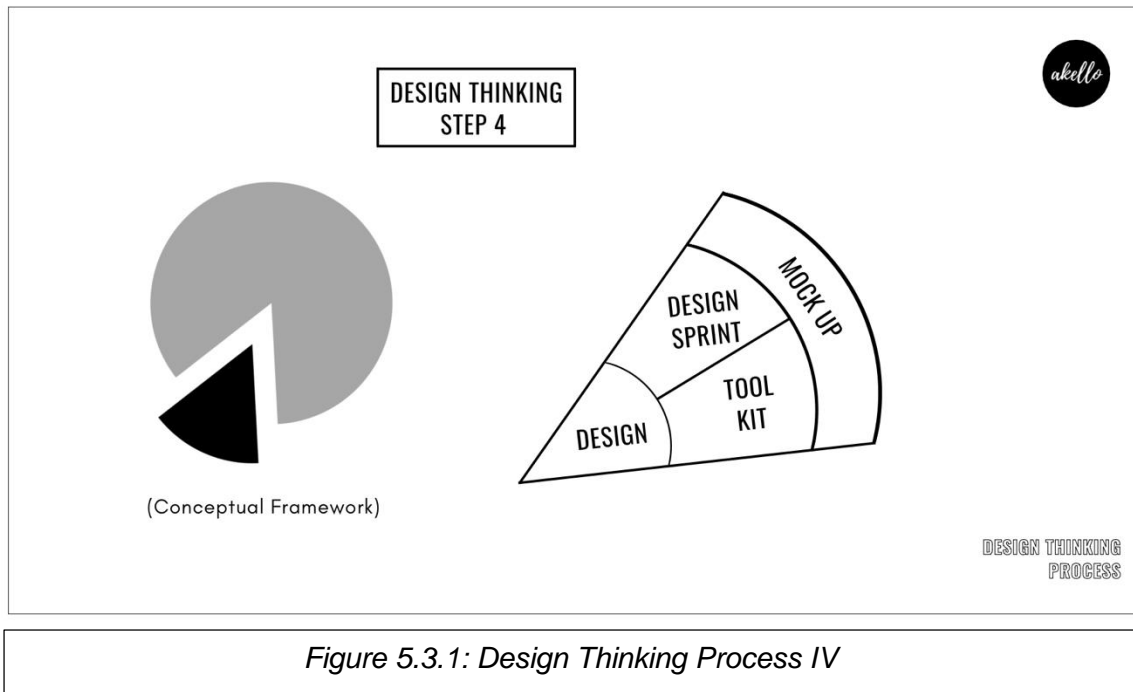 DESIGN THINKING
STEP 4
akello
MOCK UP
DESIGN
SPRINT
TOOL
KIT
DESIGN
(Conceptual Framework)
DESIGN THINKING
PROCESS
Figure 5.3.1: Design Thinking Process IV